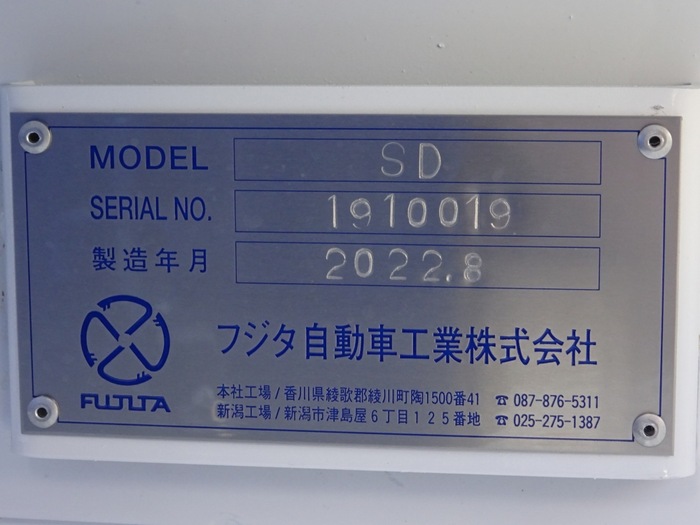 MODEL SD
SERIAL NO. 1910019
製造年月 2022.8
フジタ自動車工業株式会社
FUJITA
本社工場/香川県綾歌郡綾川町陶1500番41 ☎ 087-876-5311
新潟工場/新潟市津島屋6丁目125番地 ☎ 025-275-1387